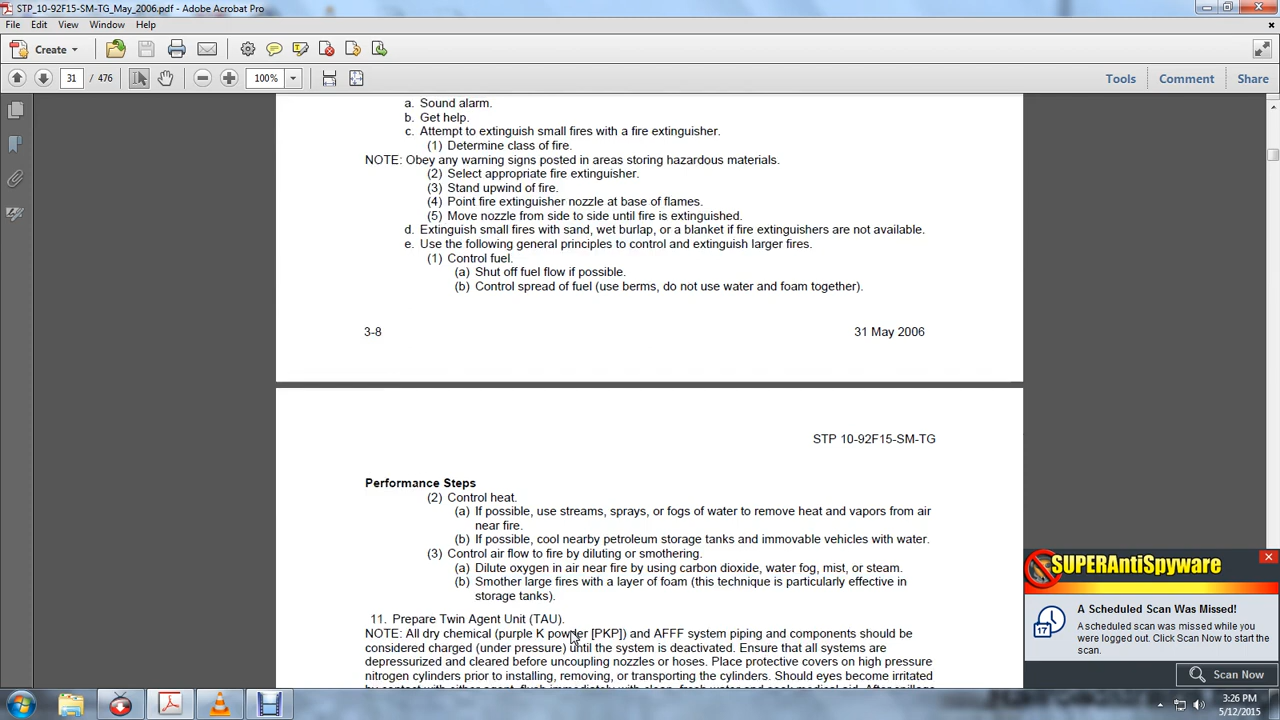 STP_10-92F15-SM-TG_May_2006.pdf - Adobe Acrobat Pro
File Edit View Window Help
Create
31 / 476
100%
Tools Comment Share
a. Sound alarm.
b. Get help.
c. Attempt to extinguish small fires with a fire extinguisher.
(1) Determine class of fire.
NOTE: Obey any warning signs posted in areas storing hazardous materials.
(2) Select appropriate fire extinguisher.
(3) Stand upwind of fire.
(4) Point fire extinguisher nozzle at base of flames.
(5) Move nozzle from side to side until fire is extinguished.
d. Extinguish small fires with sand, wet burlap, or a blanket if fire extinguishers are not available.
e. Use the following general principles to control and extinguish larger fires.
(1) Control fuel.
(a) Shut off fuel flow if possible.
(b) Control spread of fuel (use berms, do not use water and foam together).
3-8 31 May 2006
STP 10-92F15-SM-TG
Performance Steps
(2) Control heat.
(a) If possible, use streams, sprays, or fogs of water to remove heat and vapors from air
near fire.
(b) If possible, cool nearby petroleum storage tanks and immovable vehicles with water.
(3) Control air flow to fire by diluting or smothering.
(a) Dilute oxygen in air near fire by using carbon dioxide, water fog, mist, or steam.
(b) Smother large fires with a layer of foam (this technique is particularly effective in
storage tanks).
11. Prepare Twin Agent Unit (TAU).
NOTE: All dry chemical (purple K powder [PKP]) and AFFF system piping and components should be
considered charged (under pressure) until the system is deactivated. Ensure that all systems are
depressurized and cleared before uncoupling nozzles or hoses. Place protective covers on high pressure
nitrogen cylinders prior to installing, removing, or transporting the cylinders. Should eyes become irritated
SUPERAntiSpyware
A Scheduled Scan Was Missed!
A scheduled scan was missed while you
were logged out. Click Scan Now to start the
scan.
17
Scan Now
3:26 PM
5/12/2015